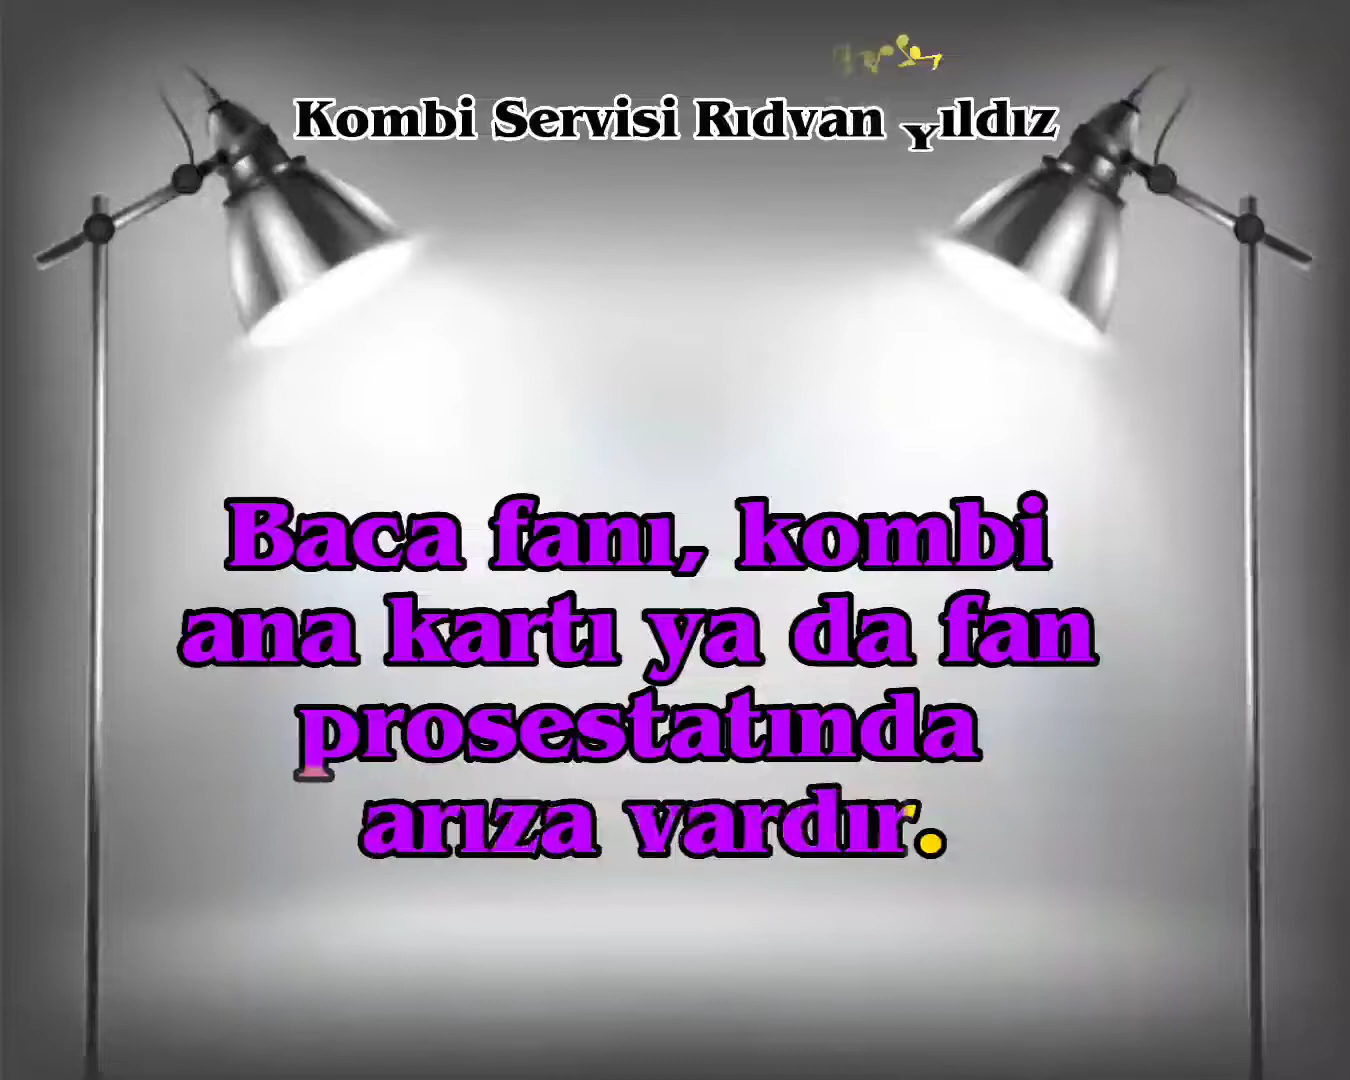 Kombi Servisi Rıdvan Yıldız
Baca fanı, kombi
ana kartı ya da fan
prosestatında
arıza vardır.